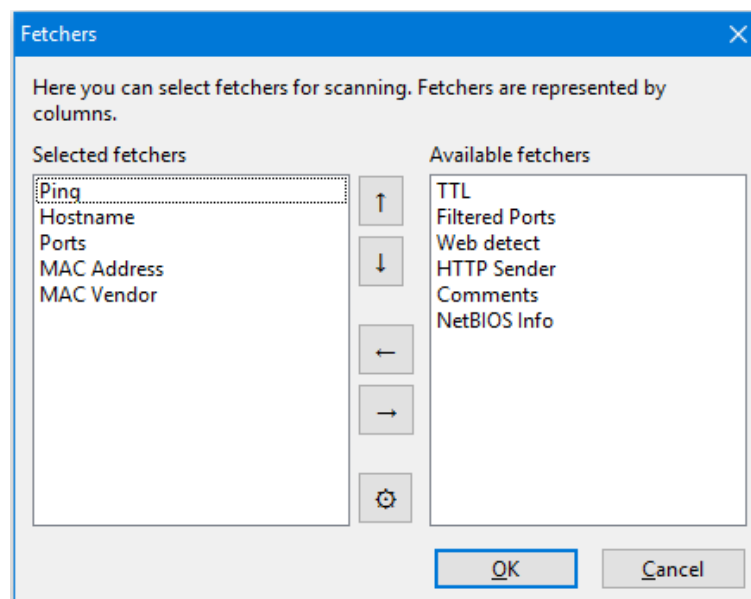 Fetchers
Here you can select fetchers for scanning. Fetchers are represented by
columns.
Selected fetchers
Ping
Hostname
Ports
MAC Address
MAC Vendor
Available fetchers
TTL
Filtered Ports
Web detect
HTTP Sender
Comments
NetBIOS Info
OK
Cancel